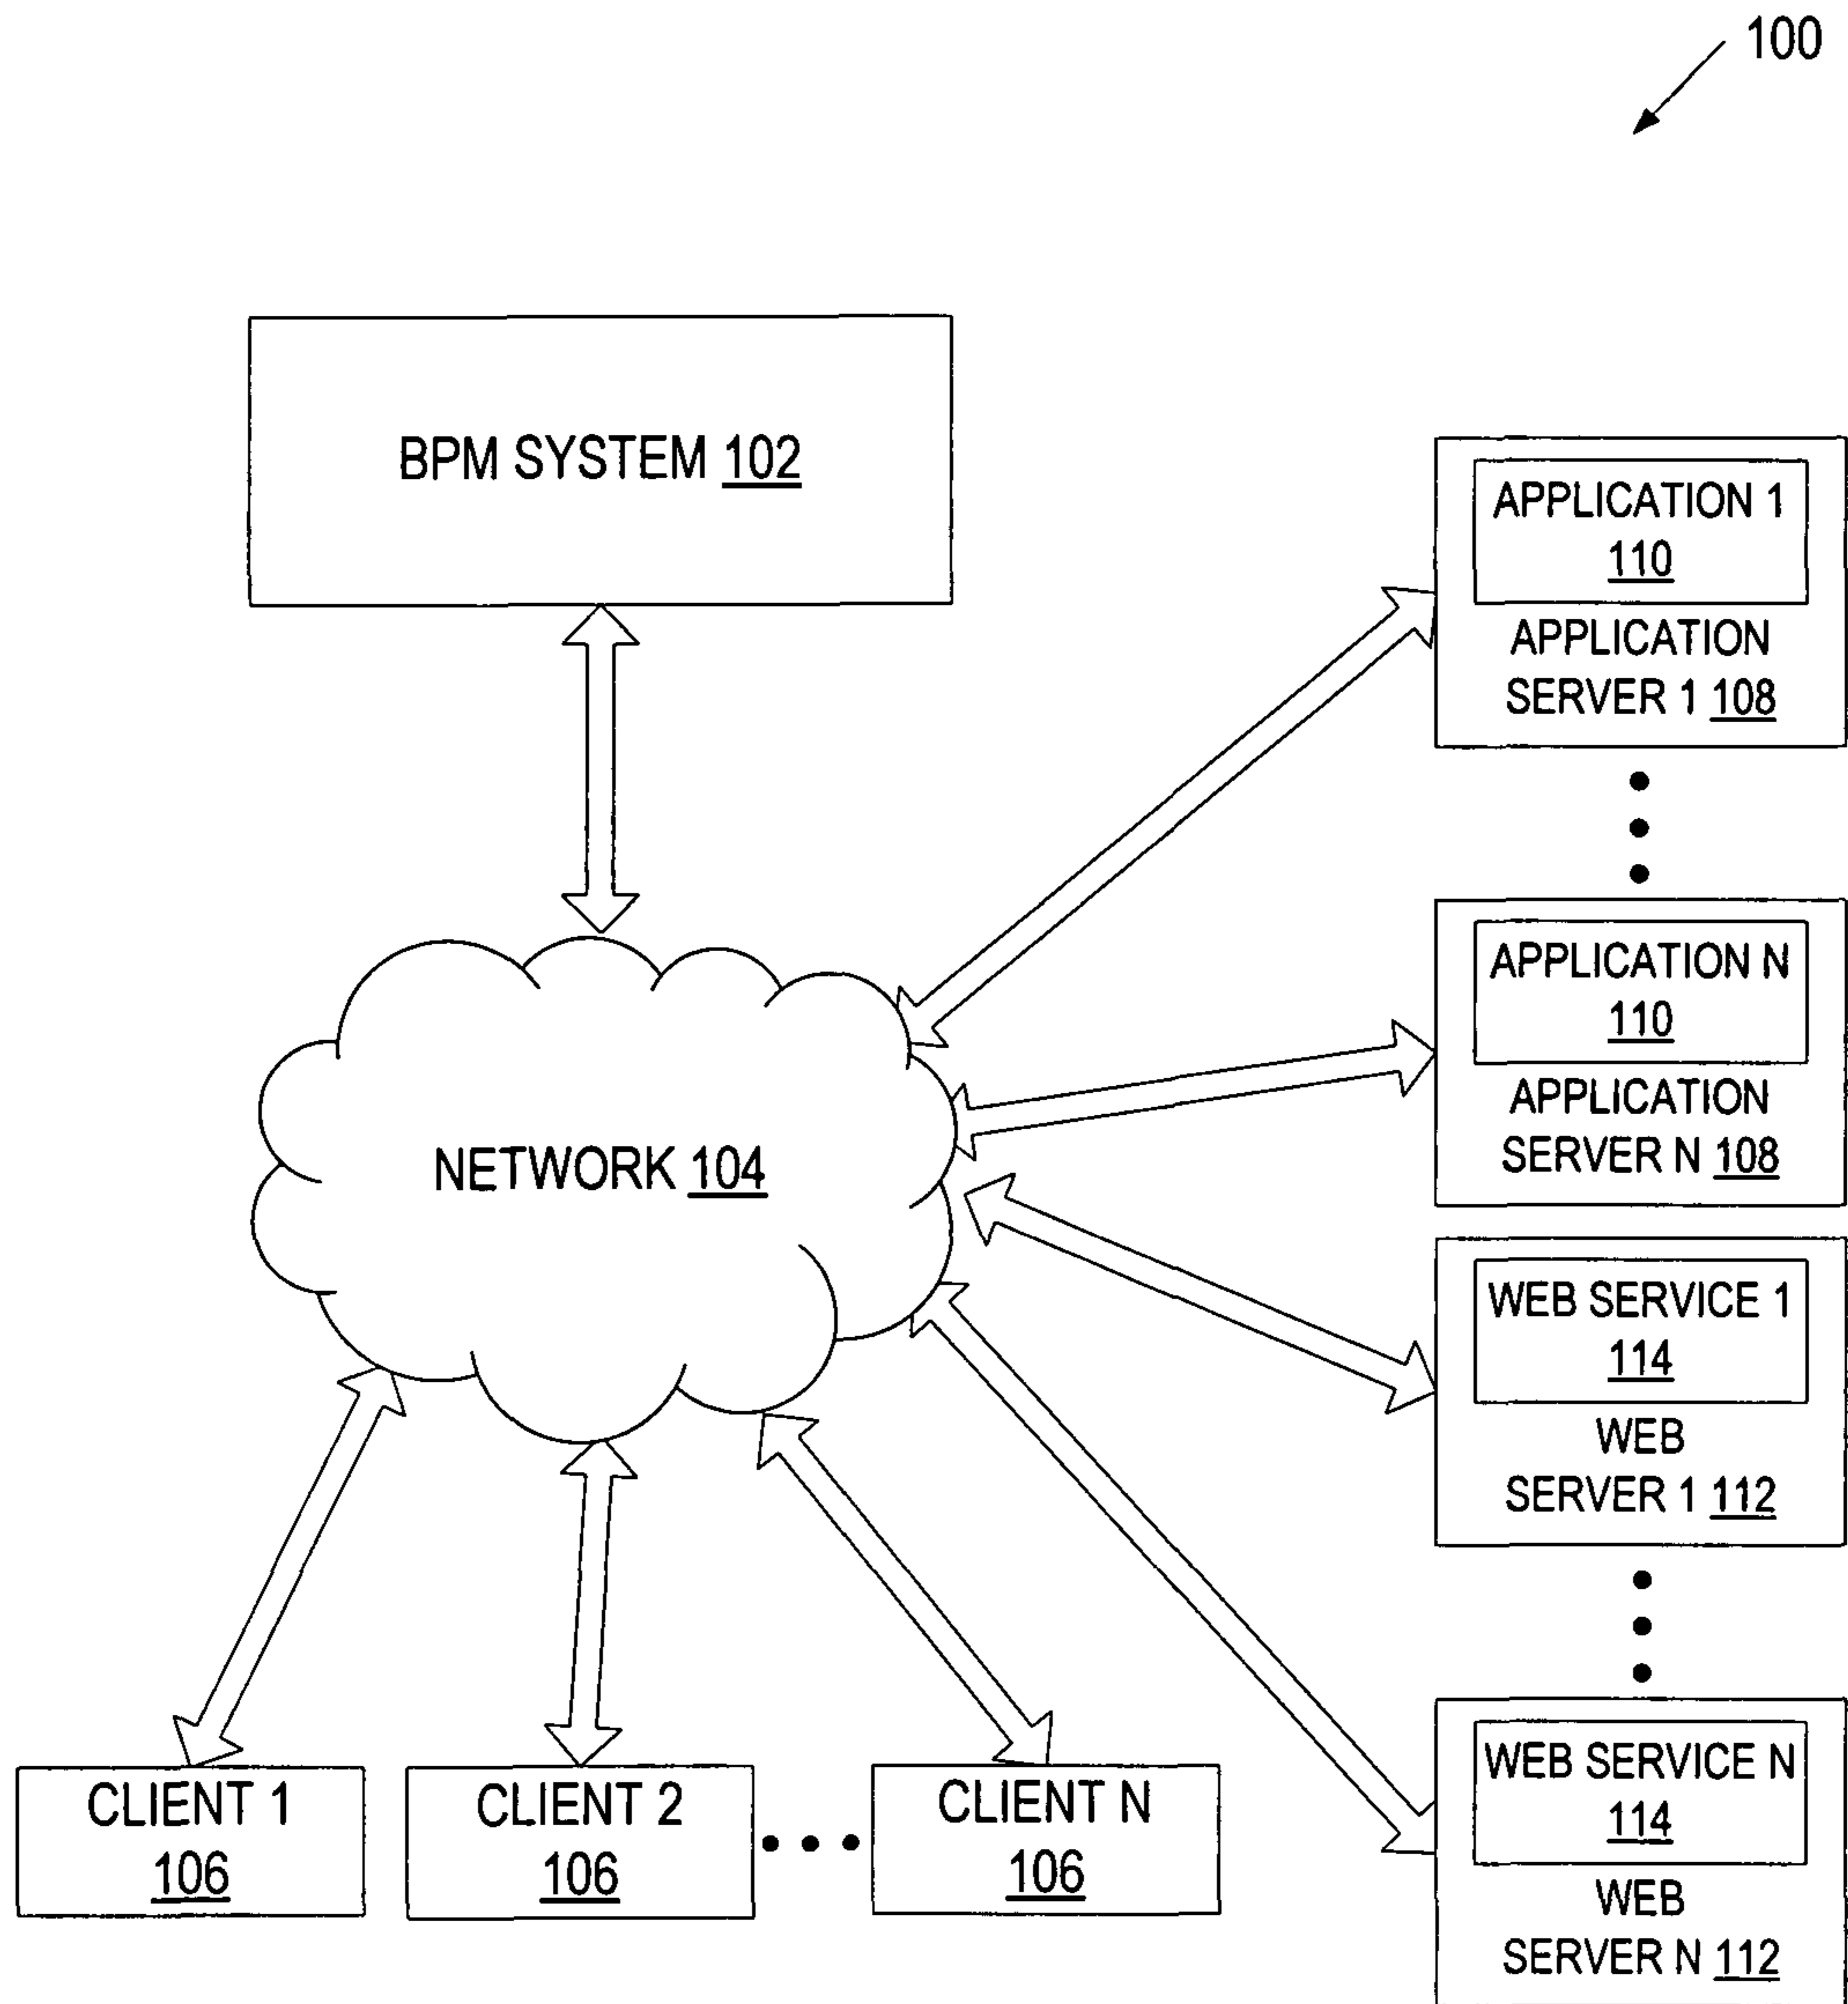 100
BPM SYSTEM 102
APPLICATION 1
110
APPLICATION
SERVER 1 108
APPLICATION N
110
APPLICATION
SERVER N 108
NETWORK 104
WEB SERVICE 1
114
WEB
SERVER 1 112
WEB SERVICE N
114
WEB
SERVER N 112
CLIENT 1
106
CLIENT 2
106
CLIENT N
106